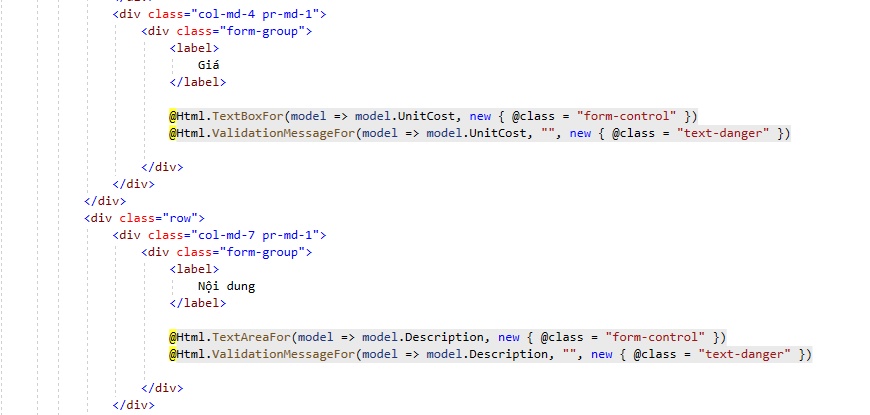 </div>
<div class="col-md-4 pr-md-1">
<div class="form-group">
<label>
Giá
</label>
@Html.TextBoxFor(model => model.UnitCost, new { @class = "form-control" })
@Html.ValidationMessageFor(model => model.UnitCost, "", new { @class = "text-danger" })
</div>
</div>
</div>
<div class="row">
<div class="col-md-7 pr-md-1">
<div class="form-group">
<label>
Nội dung
</label>
@Html.TextAreaFor(model => model.Description, new { @class = "form-control" })
@Html.ValidationMessageFor(model => model.Description, "", new { @class = "text-danger" })
</div>
</div>